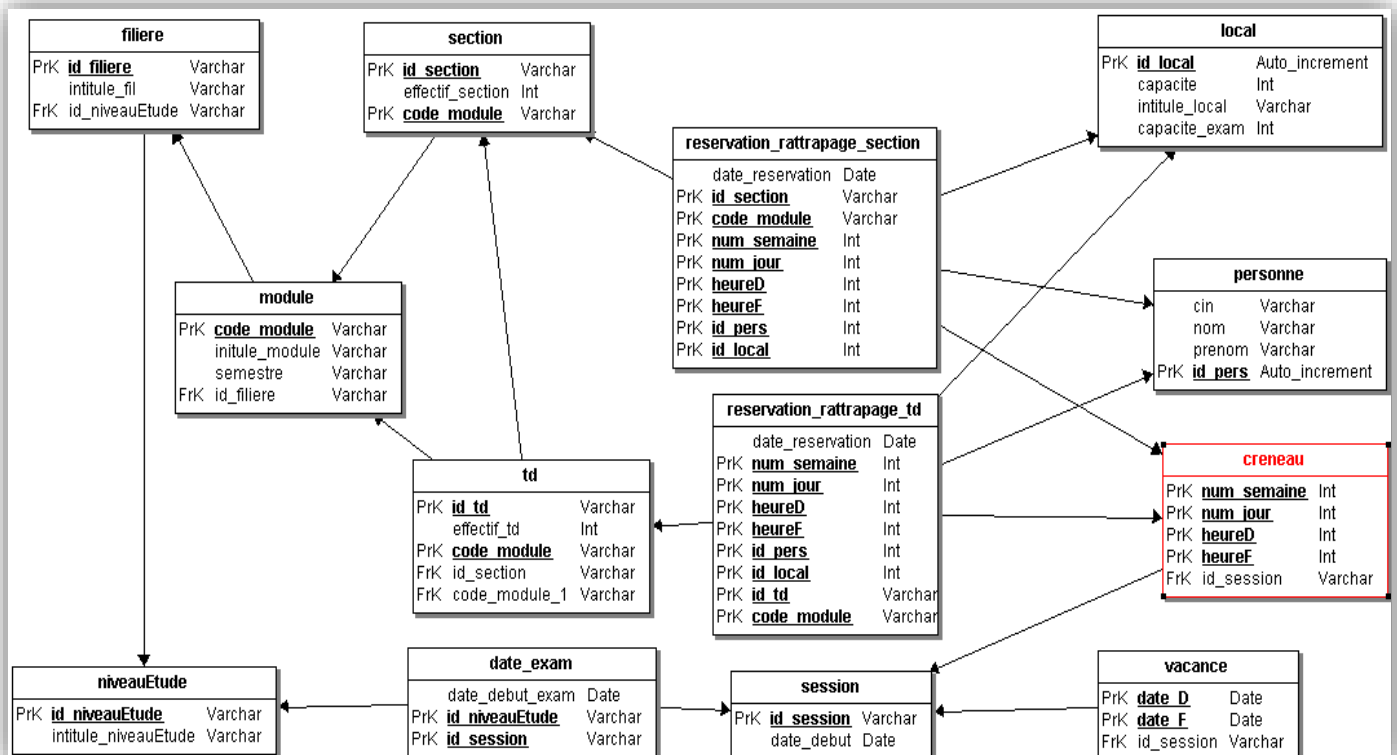 filiere
PrK id_filiere Varchar
intitule_fil Varchar
FrK id_niveauEtude Varchar
section
PrK id_section Varchar
effectif_section Int
PrK code_module Varchar
local
PrK id_local Auto_increment
capacite Int
intitule_local Varchar
capacite_exam Int
reservation_rattrapage_section
date_reservation Date
PrK id_section Varchar
PrK code_module Varchar
PrK num_semaine Int
PrK num_jour Int
PrK heureD Int
PrK heureF Int
PrK id_pers Int
PrK id_local Int
personne
cin Varchar
nom Varchar
prenom Varchar
PrK id_pers Auto_increment
module
PrK code_module Varchar
initule_module Varchar
semestre Varchar
FrK id_filiere Varchar
reservation_rattrapage_td
date_reservation Date
PrK num_semaine Int
PrK num_jour Int
PrK heureD Int
PrK heureF Int
PrK id_pers Int
PrK id_local Int
PrK id_td Varchar
PrK code_module Varchar
creneau
PrK num_semaine Int
PrK num_jour Int
PrK heureD Int
PrK heureF Int
FrK id_session Varchar
td
PrK id_td Varchar
effectif_td Int
PrK code_module Varchar
FrK id_section Varchar
FrK code_module_1 Varchar
niveauEtude
PrK id_niveauEtude Varchar
intitule_niveauEtude Varchar
date_exam
date_debut_exam Date
PrK id_niveauEtude Varchar
PrK id_session Varchar
session
PrK id_session Varchar
date_debut Date
vacance
PrK date_D Date
PrK date_F Date
FrK id_session Varchar